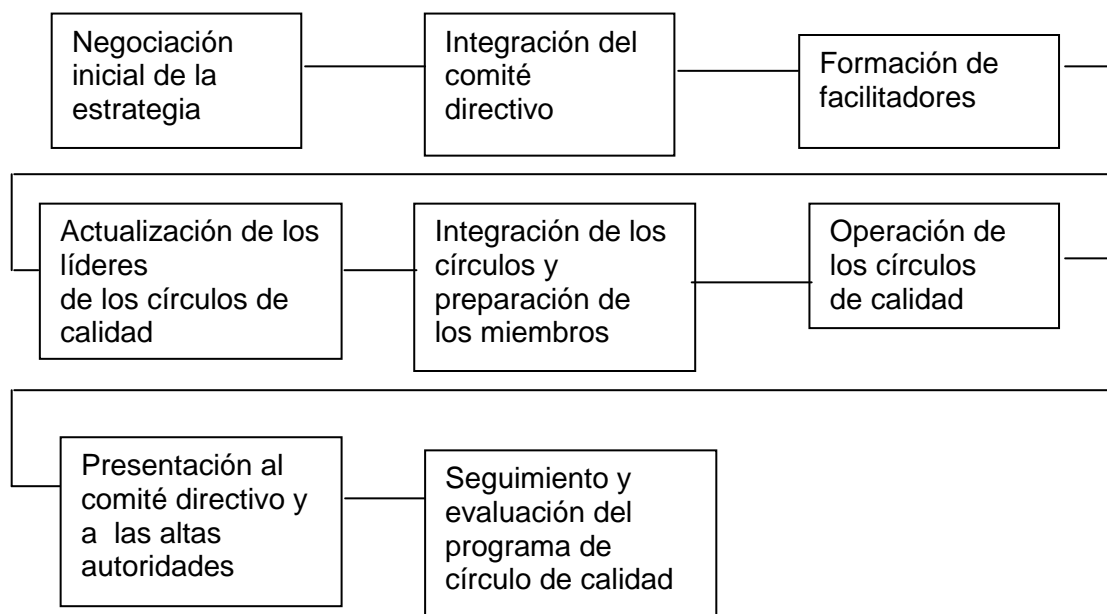 Negociación
inicial de la
estrategia
Integración del
comité
directivo
Formación de
facilitadores
Actualización de los
líderes
de los círculos de
calidad
Integración de los
círculos y
preparación de
los miembros
Operación de
los círculos
de calidad
Presentación al
comité directivo y
a las altas
autoridades
Seguimiento y
evaluación del
programa de
círculo de calidad